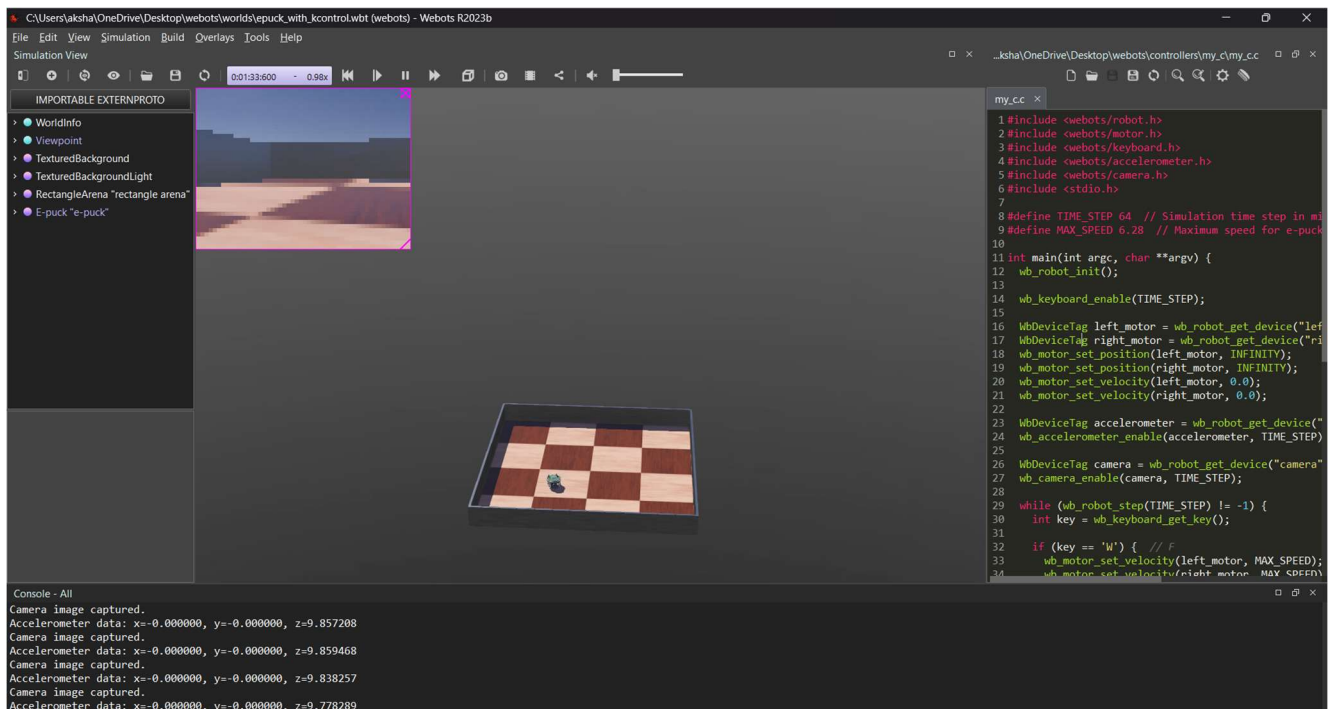 C:\Users\aksha\OneDrive\Desktop\webots\worlds\epuck_with_kcontrol.wbt (webots) - Webots R2023b
File Edit View Simulation Build Overlays Tools Help
Simulation View
...ksha\OneDrive\Desktop\webots\controllers\my_c\my_c.c
0:01:33:600 - 0.98x
IMPORTABLE EXTERNPROTO
WorldInfo
Viewpoint
TexturedBackground
TexturedBackgroundLight
RectangleArena "rectangle arena"
E-puck "e-puck"
my_c.c ×
1 #include <webots/robot.h>
2 #include <webots/motor.h>
3 #include <webots/keyboard.h>
4 #include <webots/accelerometer.h>
5 #include <webots/camera.h>
6 #include <stdio.h>
7
8 #define TIME_STEP 64  // Simulation time step in mi
9 #define MAX_SPEED 6.28  // Maximum speed for e-puck
10
11 int main(int argc, char **argv) {
12   wb_robot_init();
13
14   wb_keyboard_enable(TIME_STEP);
15
16   WbDeviceTag left_motor = wb_robot_get_device("lef
17   WbDeviceTag right_motor = wb_robot_get_device("ri
18   wb_motor_set_position(left_motor, INFINITY);
19   wb_motor_set_position(right_motor, INFINITY);
20   wb_motor_set_velocity(left_motor, 0.0);
21   wb_motor_set_velocity(right_motor, 0.0);
22
23   WbDeviceTag accelerometer = wb_robot_get_device("
24   wb_accelerometer_enable(accelerometer, TIME_STEP)
25
26   WbDeviceTag camera = wb_robot_get_device("camera"
27   wb_camera_enable(camera, TIME_STEP);
28
29   while (wb_robot_step(TIME_STEP) != -1) {
30     int key = wb_keyboard_get_key();
31
32     if (key == 'W') {  // F
33       wb_motor_set_velocity(left_motor, MAX_SPEED);
34       wb_motor_set_velocity(right_motor, MAX_SPEED)
Console - All
Camera image captured.
Accelerometer data: x=-0.000000, y=-0.000000, z=9.857208
Camera image captured.
Accelerometer data: x=-0.000000, y=-0.000000, z=9.859468
Camera image captured.
Accelerometer data: x=-0.000000, y=-0.000000, z=9.838257
Camera image captured.
Accelerometer data: x=-0.000000, y=-0.000000, z=9.778289